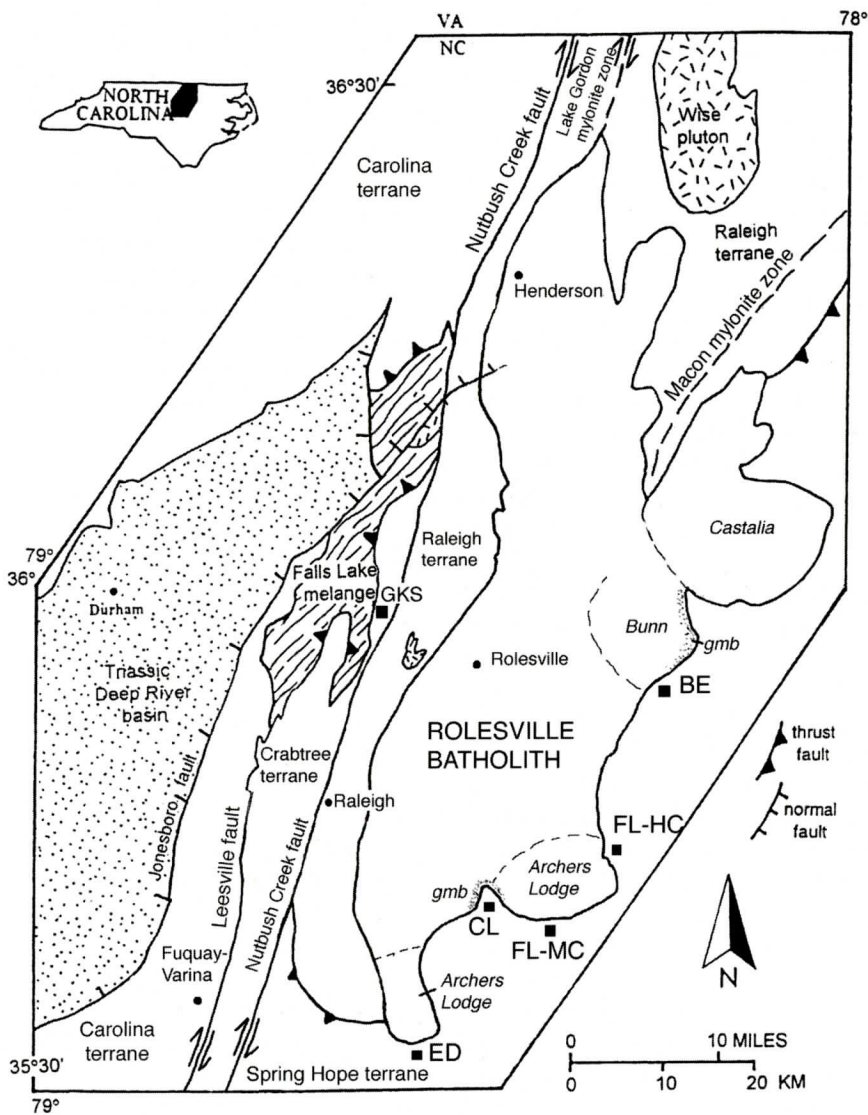 VA
NC
78°
36°30'
NORTH
CAROLINA
Nutbush Creek fault
Lake Gordon
mylonite zone
Wise
pluton
Carolina
terrane
Raleigh
terrane
Henderson
Macon mylonite zone
Castalia
79°
36°
Durham
Falls Lake
melange
GKS
Raleigh
terrane
Bunn
gmb
BE
Rolesville
Triassic
Deep River
basin
ROLESVILLE
BATHOLITH
thrust
fault
normal
fault
Crabtree
terrane
Raleigh
Jonesboro fault
Leesville fault
Nutbush Creek fault
FL-HC
Archers
Lodge
gmb
CL
FL-MC
Fuquay-
Varina
Archers
Lodge
N
Carolina
terrane
35°30'
79°
Spring Hope terrane
ED
0 10 MILES
0 10 20 KM